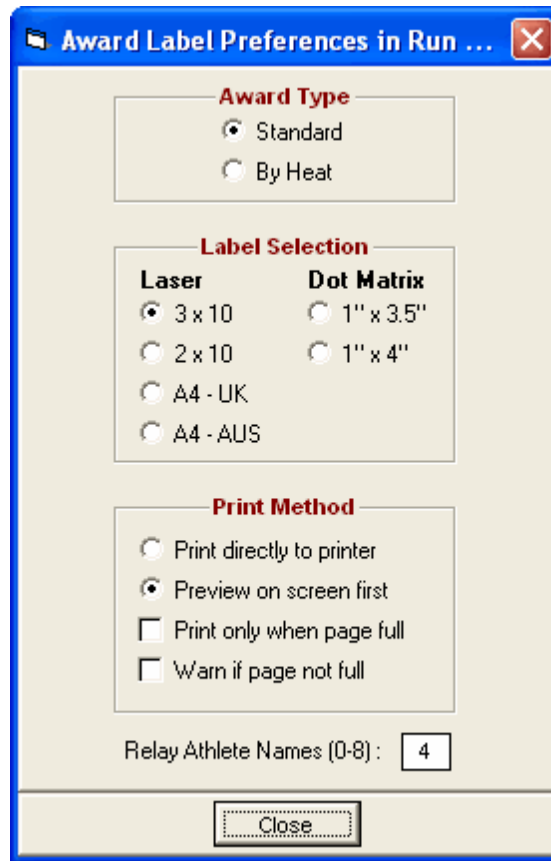 Award Label Preferences in Run ...
Award Type
Standard
By Heat
Label Selection
Laser Dot Matrix
3 x 10 1" x 3.5"
2 x 10 1" x 4"
A4 - UK
A4 - AUS
Print Method
Print directly to printer
Preview on screen first
Print only when page full
Warn if page not full
Relay Athlete Names (0-8) : 4
Close